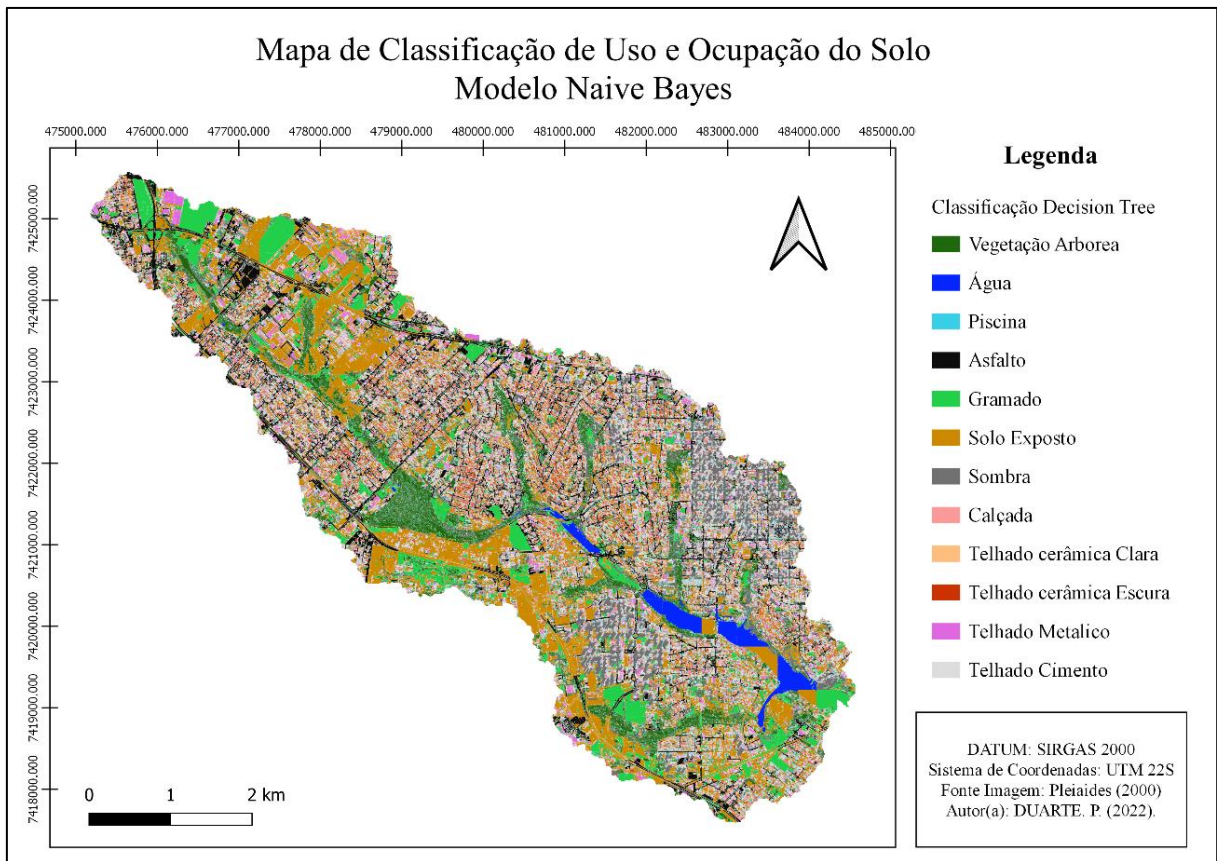 Mapa de Classificação de Uso e Ocupação do Solo
Modelo Naive Bayes
475000.000 476000.000 477000.000 478000.000 479000.000 480000.000 481000.000 482000.000 483000.000 484000.000 485000.000
7425000.000
7424000.000
7423000.000
7422000.000
7421000.000
7420000.000
7419000.000
7418000.000
0 1 2 km
Legenda
Classificação Decision Tree
Vegetação Arborea
Água
Piscina
Asfalto
Gramado
Solo Exposto
Sombra
Calçada
Telhado cerâmica Clara
Telhado cerâmica Escura
Telhado Metalico
Telhado Cimento
DATUM: SIRGAS 2000
Sistema de Coordenadas: UTM 22S
Fonte Imagem: Pleiaides (2000)
Autor(a): DUARTE. P. (2022).